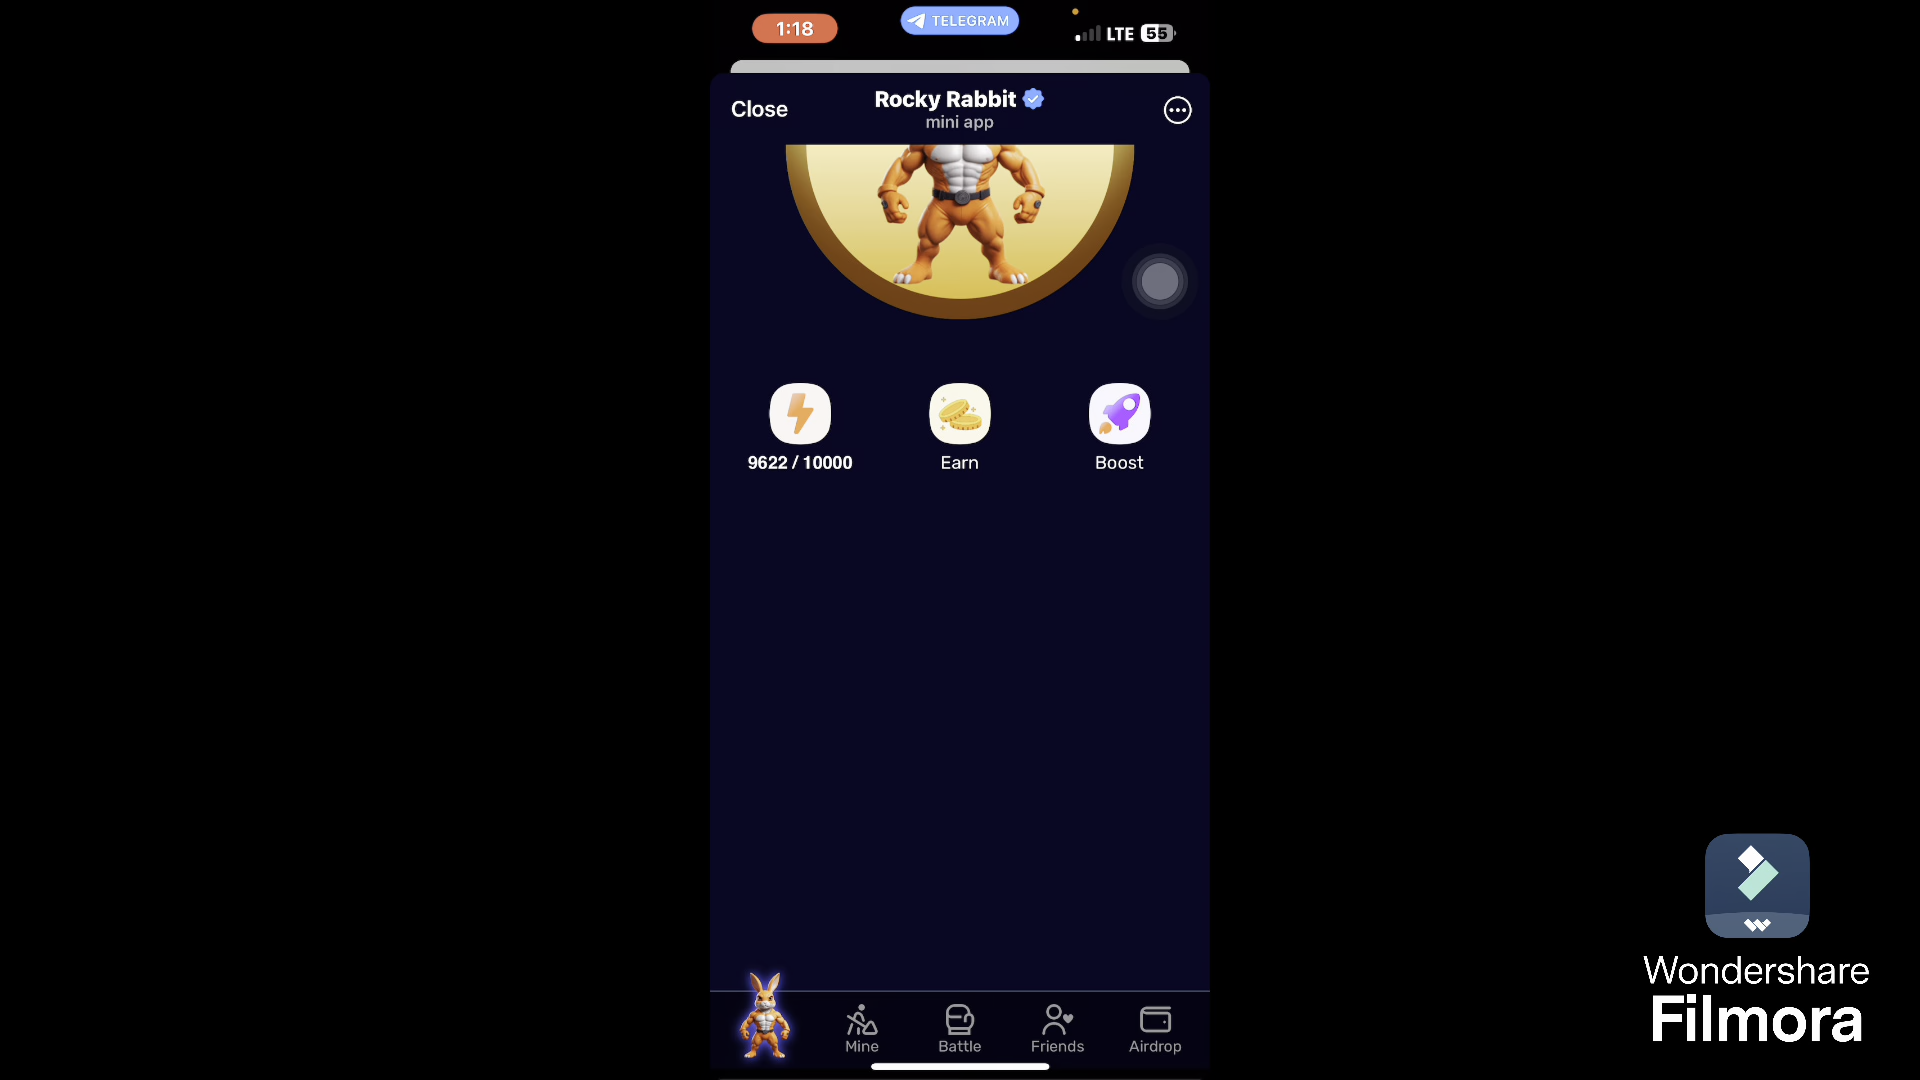 1:18
TELEGRAM
LTE 55
Close
Rocky Rabbit
mini app
9622 / 10000
Earn
Boost
Mine
Battle
Friends
Airdrop
Wondershare
Filmora